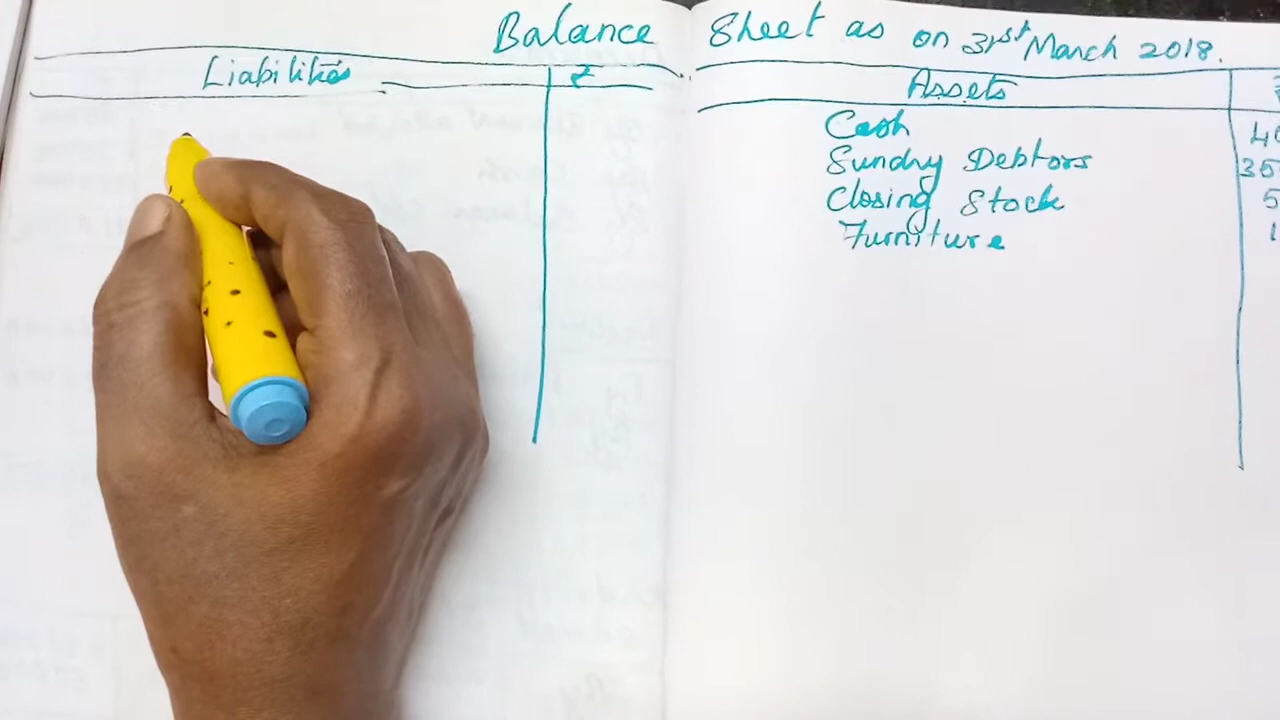 Balance Sheet as on 31st March 2018.
Liabilities ₹
Assets
Cash
Sundry Debtors
Closing Stock
Furniture